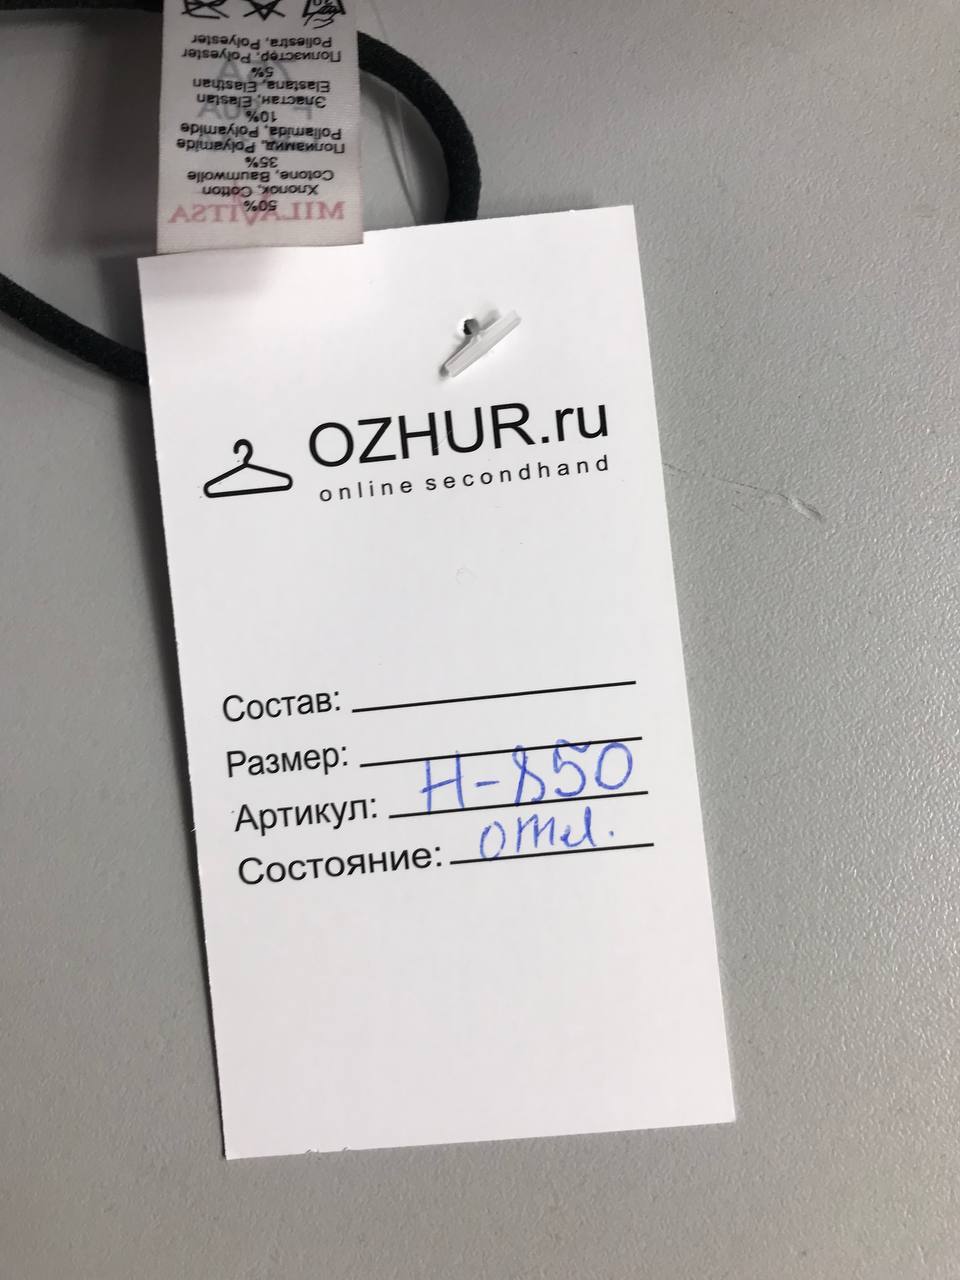 MILAVITSA
50%
Хлопок, Cotton
Cotone, Baumwolle
35%
Полиамид, Polyamide
Poliamida, Polyamide
10%
Эластан, Elastan
Elastana, Elasthan
5%
Полиэстер, Polyester
Poliestra, Polyester
OZHUR.ru
online secondhand
Состав:
Размер:
Артикул: Н-850
Состояние: отл.